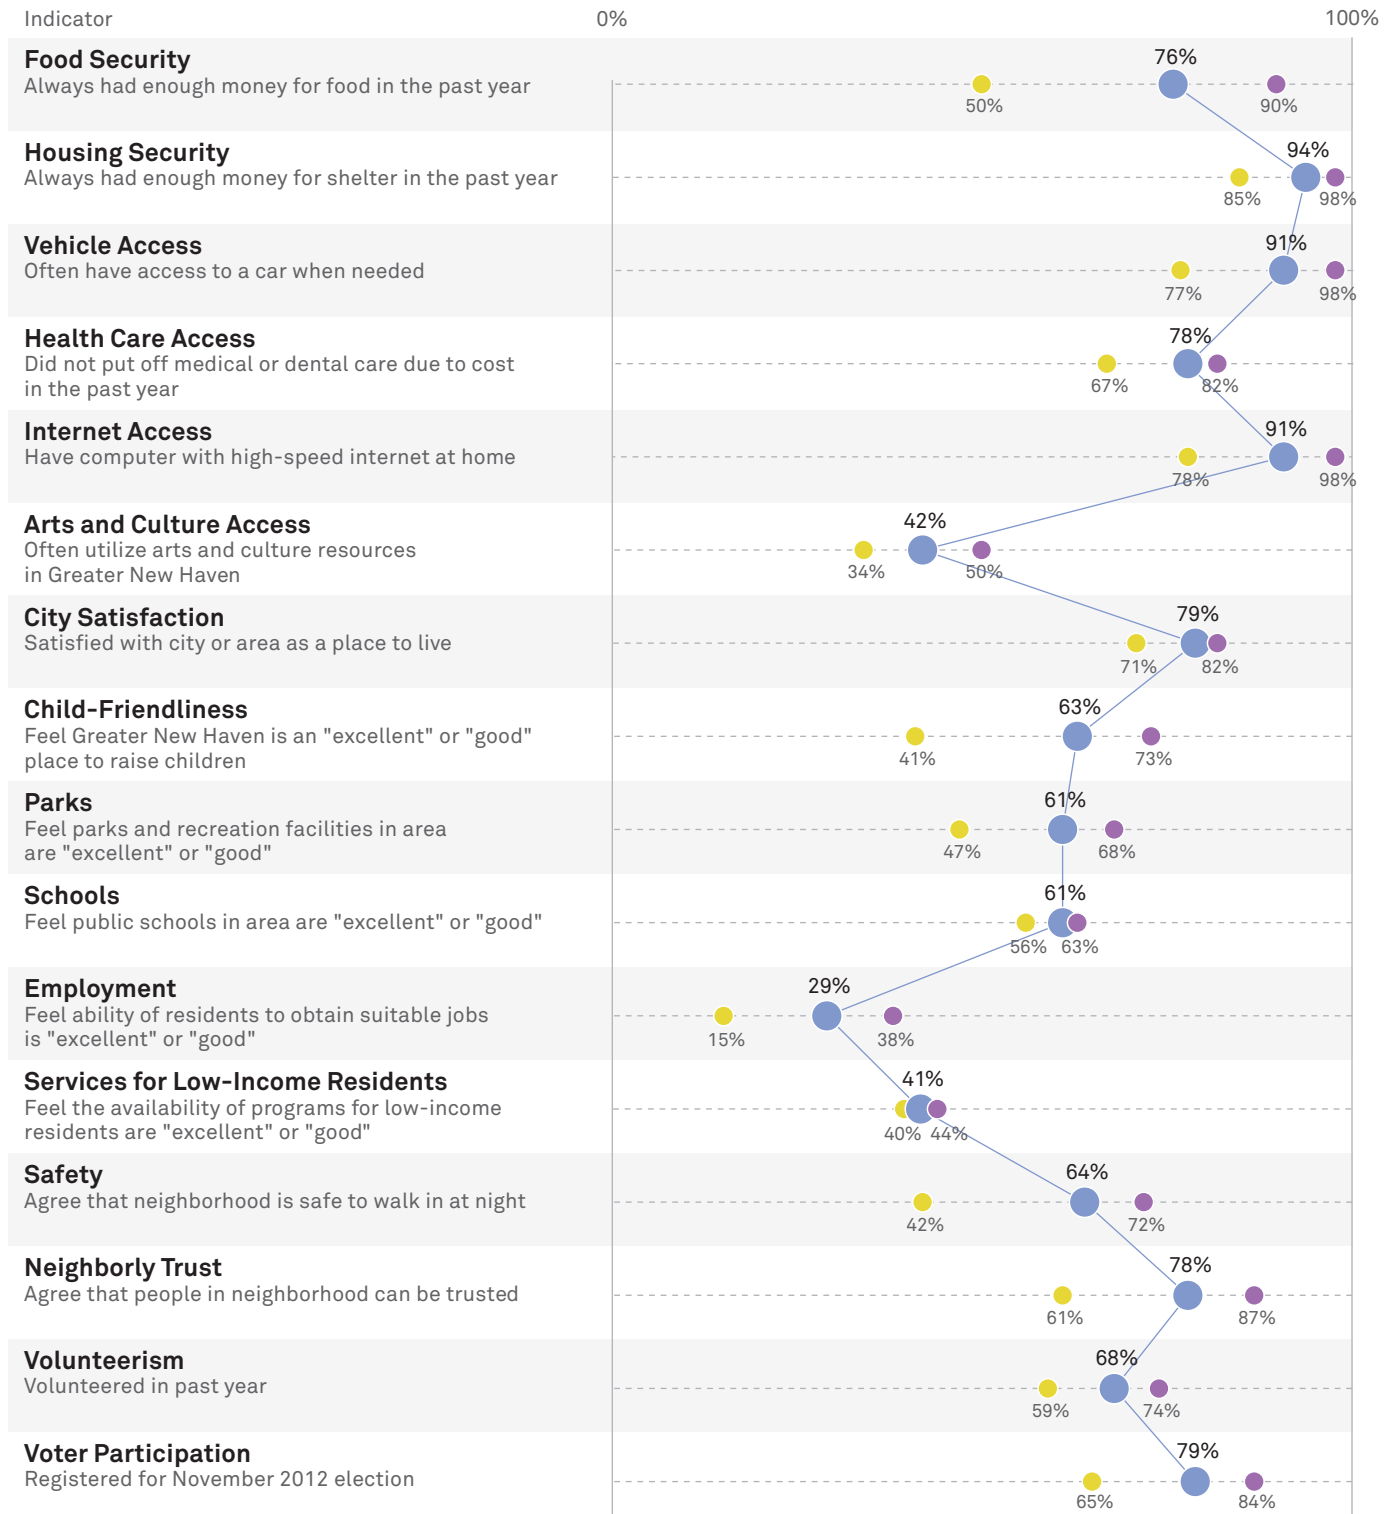 Indicator 0% 100%
Food Security
Always had enough money for food in the past year
76%
50% 90%
Housing Security
Always had enough money for shelter in the past year
94%
85% 98%
Vehicle Access
Often have access to a car when needed
91%
77% 98%
Health Care Access
Did not put off medical or dental care due to cost
in the past year
78%
67% 82%
Internet Access
Have computer with high-speed internet at home
91%
78% 98%
Arts and Culture Access
Often utilize arts and culture resources
in Greater New Haven
42%
34% 50%
City Satisfaction
Satisfied with city or area as a place to live
79%
71% 82%
Child-Friendliness
Feel Greater New Haven is an "excellent" or "good"
place to raise children
63%
41% 73%
Parks
Feel parks and recreation facilities in area
are "excellent" or "good"
61%
47% 68%
Schools
Feel public schools in area are "excellent" or "good"
61%
56% 63%
Employment
Feel ability of residents to obtain suitable jobs
is "excellent" or "good"
29%
15% 38%
Services for Low-Income Residents
Feel the availability of programs for low-income
residents are "excellent" or "good"
41%
40% 44%
Safety
Agree that neighborhood is safe to walk in at night
64%
42% 72%
Neighborly Trust
Agree that people in neighborhood can be trusted
78%
61% 87%
Volunteerism
Volunteered in past year
68%
59% 74%
Voter Participation
Registered for November 2012 election
79%
65% 84%